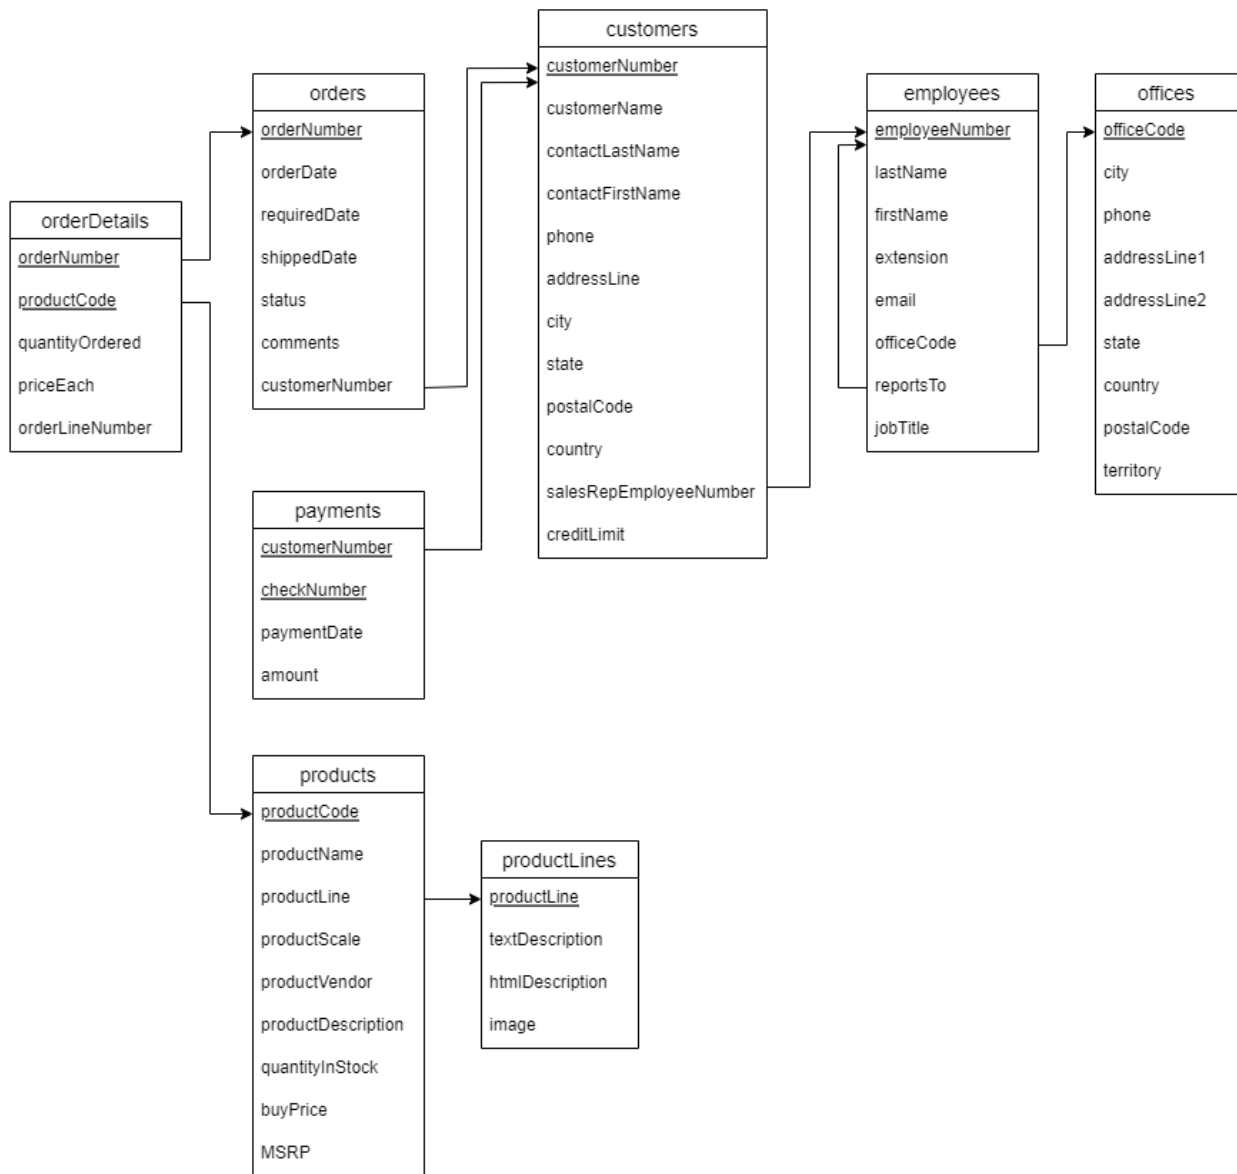 customers
customerNumber
customerName
contactLastName
contactFirstName
phone
addressLine
city
state
postalCode
country
salesRepEmployeeNumber
creditLimit
orders
orderNumber
orderDate
requiredDate
shippedDate
status
comments
customerNumber
employees
employeeNumber
lastName
firstName
extension
email
officeCode
reportsTo
jobTitle
offices
officeCode
city
phone
addressLine1
addressLine2
state
country
postalCode
territory
orderDetails
orderNumber
productCode
quantityOrdered
priceEach
orderLineNumber
payments
customerNumber
checkNumber
paymentDate
amount
products
productCode
productName
productLine
productScale
productVendor
productDescription
quantityInStock
buyPrice
MSRP
productLines
productLine
textDescription
htmlDescription
image